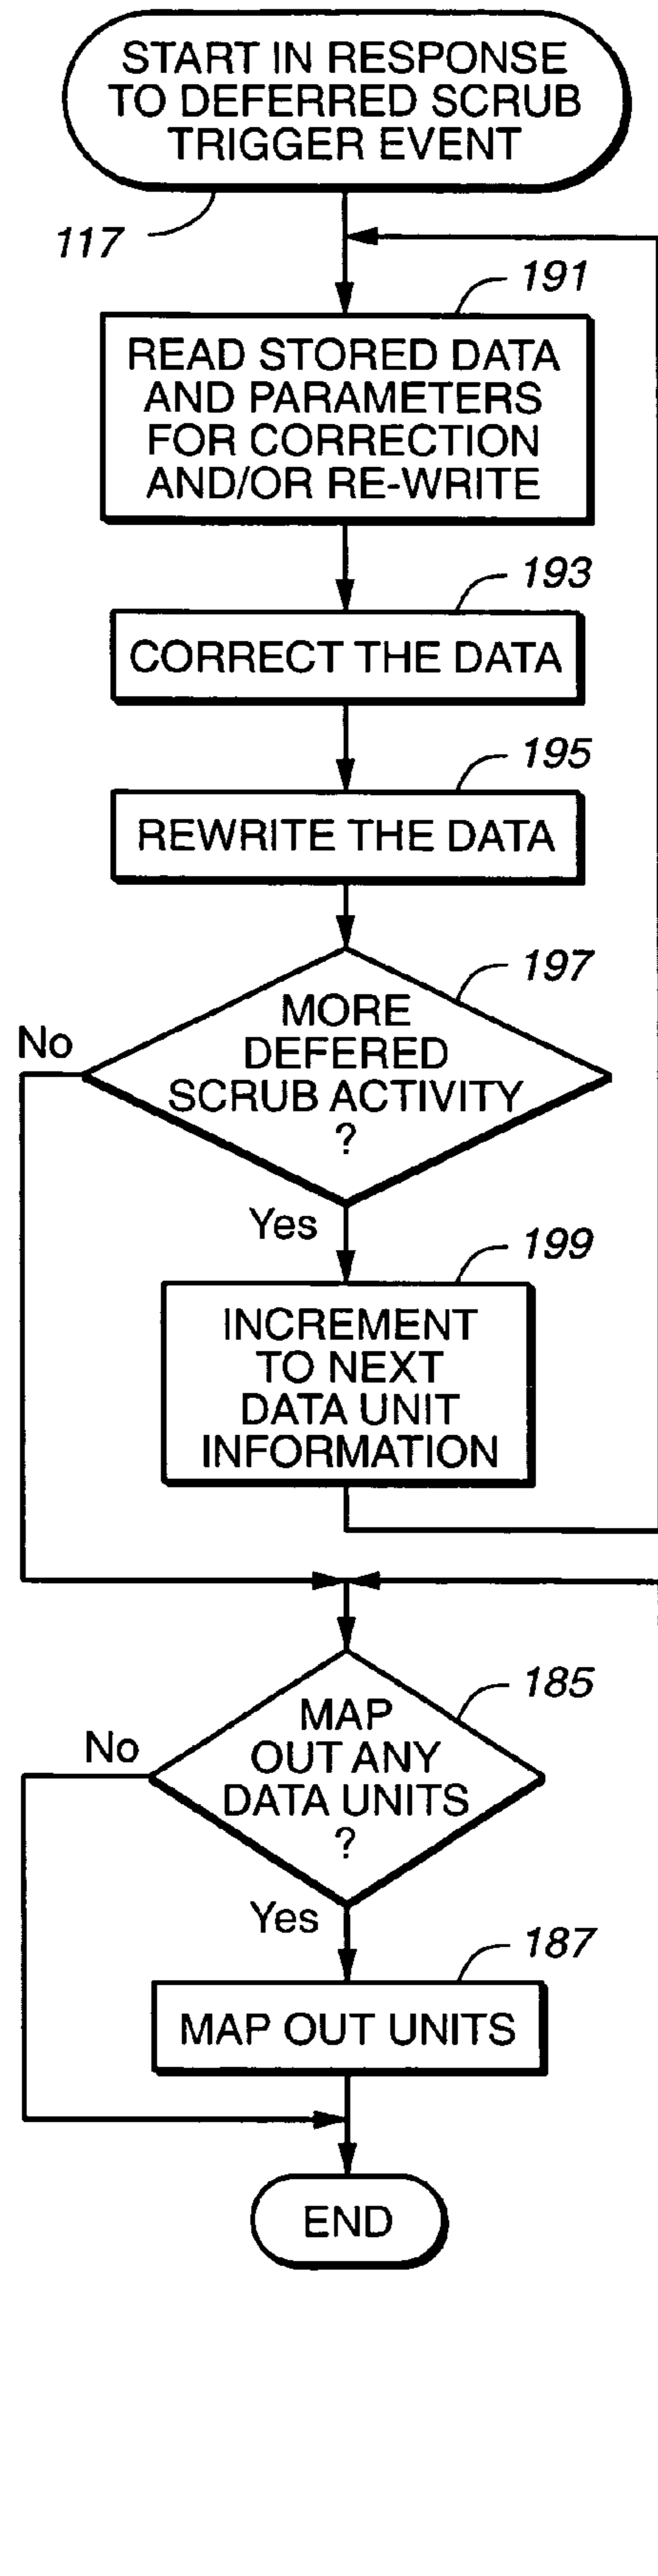 START IN RESPONSE
TO DEFERRED SCRUB
TRIGGER EVENT
117
191
READ STORED DATA
AND PARAMETERS
FOR CORRECTION
AND/OR RE-WRITE
193
CORRECT THE DATA
195
REWRITE THE DATA
197
MORE
DEFERED
SCRUB ACTIVITY
?
No
Yes
199
INCREMENT
TO NEXT
DATA UNIT
INFORMATION
185
MAP
OUT ANY
DATA UNITS
?
No
Yes
187
MAP OUT UNITS
END